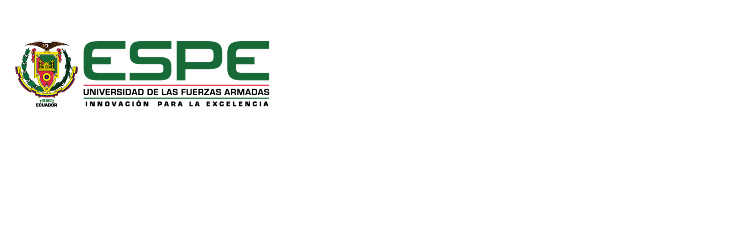 ESPE
UNIVERSIDAD DE LAS FUERZAS ARMADAS
INNOVACIÓN PARA LA EXCELENCIA
ECUADOR